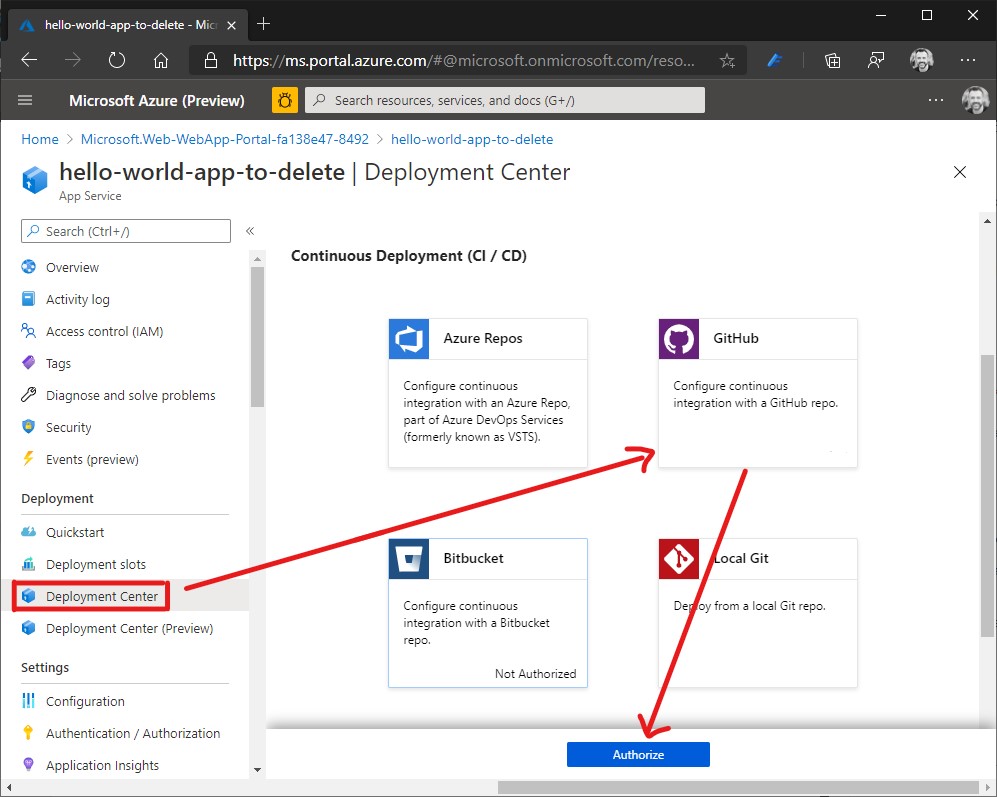 hello-world-app-to-delete - Mic
https://ms.portal.azure.com/#@microsoft.onmicrosoft.com/reso...
Microsoft Azure (Preview)
Search resources, services, and docs (G+/)
Home > Microsoft.Web-WebApp-Portal-fa138e47-8492 > hello-world-app-to-delete
hello-world-app-to-delete | Deployment Center
App Service
Search (Ctrl+/)
Overview
Activity log
Access control (IAM)
Tags
Diagnose and solve problems
Security
Events (preview)
Deployment
Quickstart
Deployment slots
Deployment Center
Deployment Center (Preview)
Settings
Configuration
Authentication / Authorization
Application Insights
Continuous Deployment (CI / CD)
Azure Repos
Configure continuous
integration with an Azure Repo,
part of Azure DevOps Services
(formerly known as VSTS).
GitHub
Configure continuous
integration with a GitHub repo.
Bitbucket
Configure continuous
integration with a Bitbucket
repo.
Not Authorized
Local Git
Deploy from a local Git repo.
Authorize